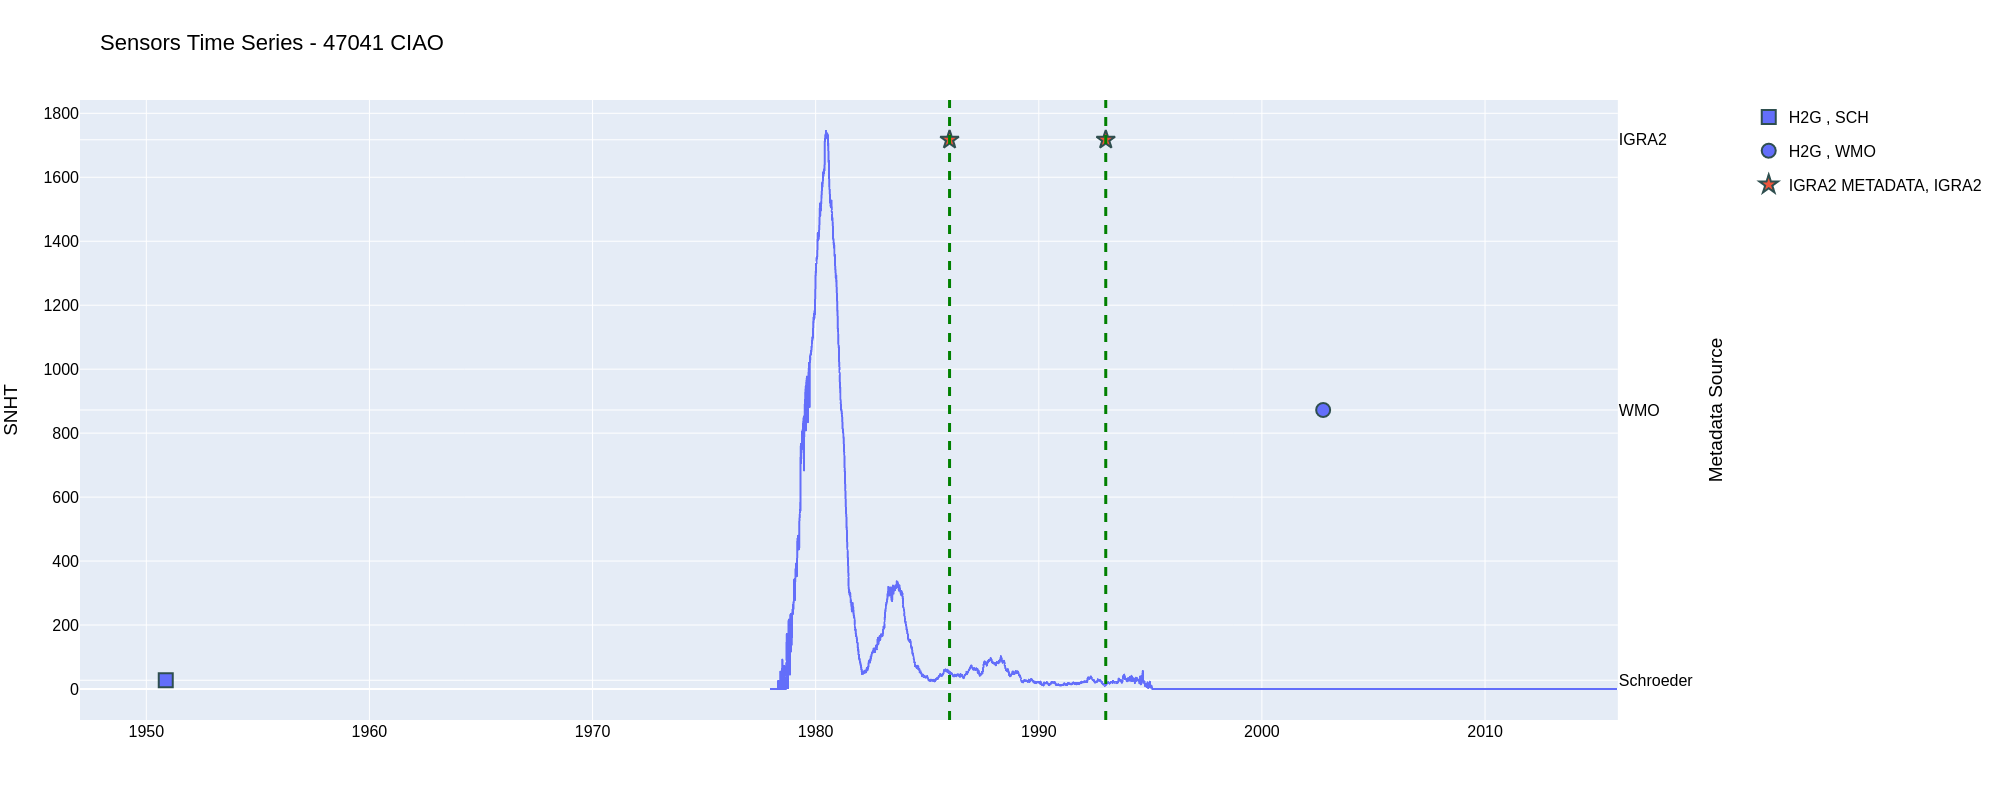 Sensors Time Series - 47041 CIAO
1800
1600
1400
1200
1000
800
600
400
200
0
SNHT
1950
1960
1970
1980
1990
2000
2010
IGRA2
WMO
Schroeder
Metadata Source
H2G , SCH
H2G , WMO
IGRA2 METADATA, IGRA2